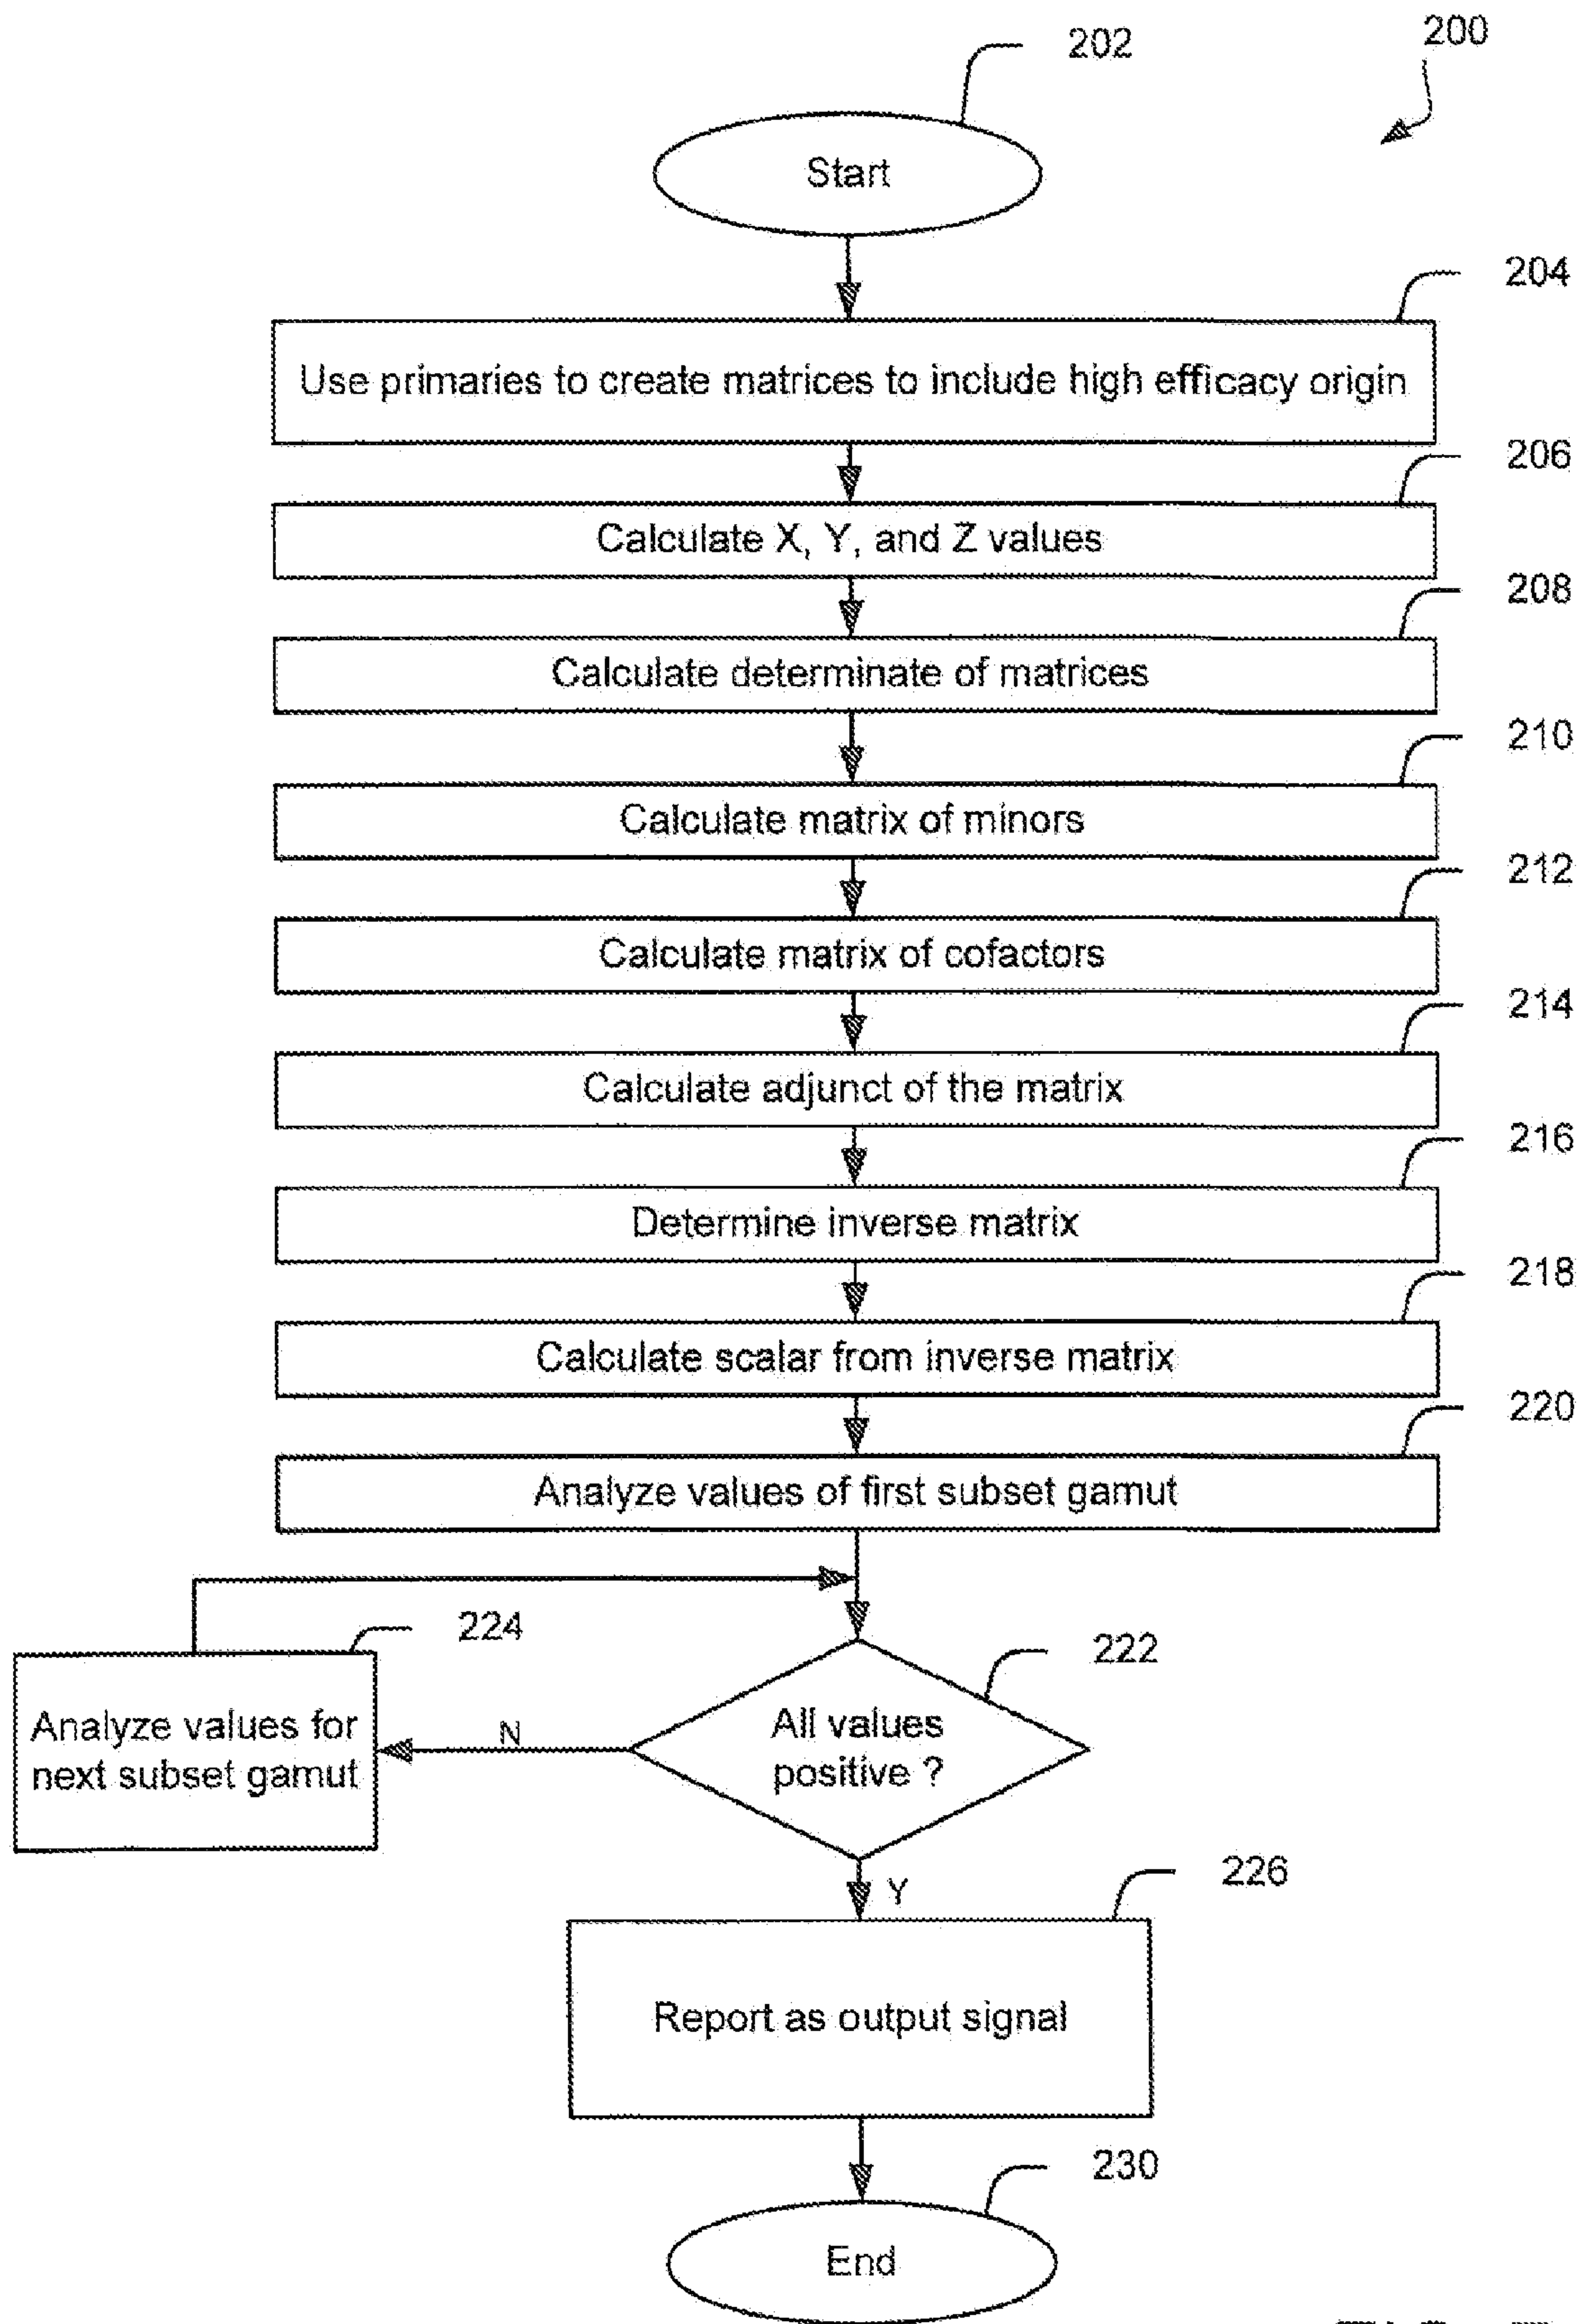 200
202
Start
204
Use primaries to create matrices to include high efficacy origin
206
Calculate X, Y, and Z values
208
Calculate determinate of matrices
210
Calculate matrix of minors
212
Calculate matrix of cofactors
214
Calculate adjunct of the matrix
216
Determine inverse matrix
218
Calculate scalar from inverse matrix
220
Analyze values of first subset gamut
224
222
Analyze values for
next subset gamut
N
All values
positive ?
Y
226
Report as output signal
230
End